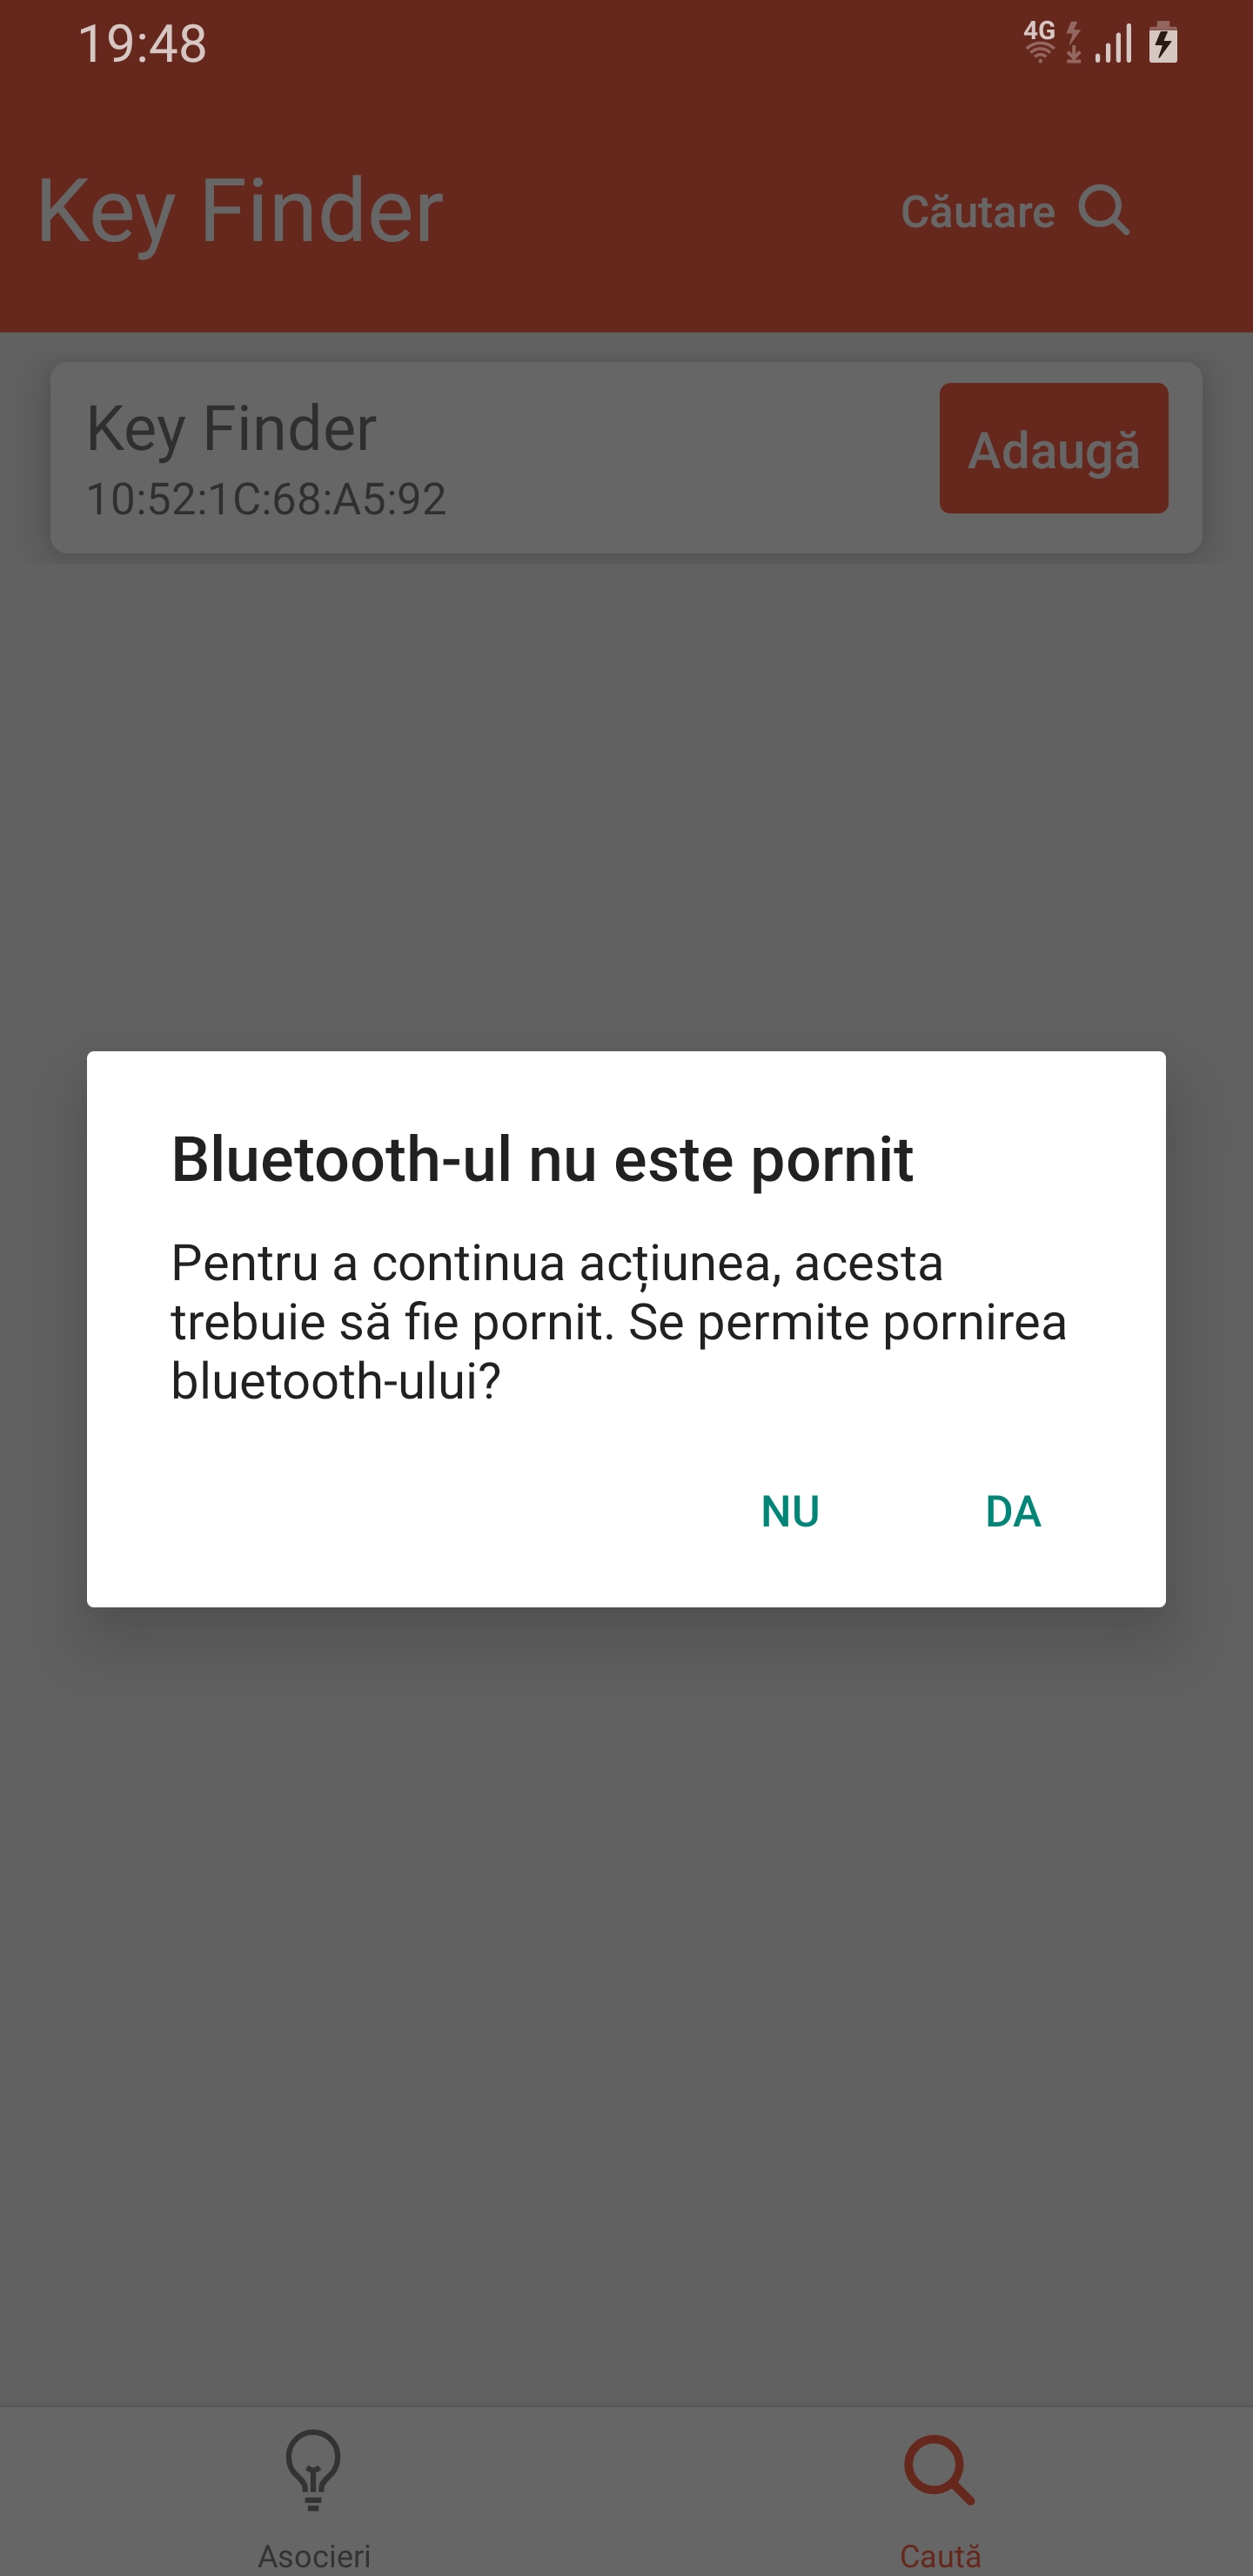 19:48
4G
Key Finder
Căutare
Key Finder
10:52:1C:68:A5:92
Adaugă
Bluetooth-ul nu este pornit
Pentru a continua acțiunea, acesta
trebuie să fie pornit. Se permite pornirea
bluetooth-ului?
NU
DA
Asocieri
Caută